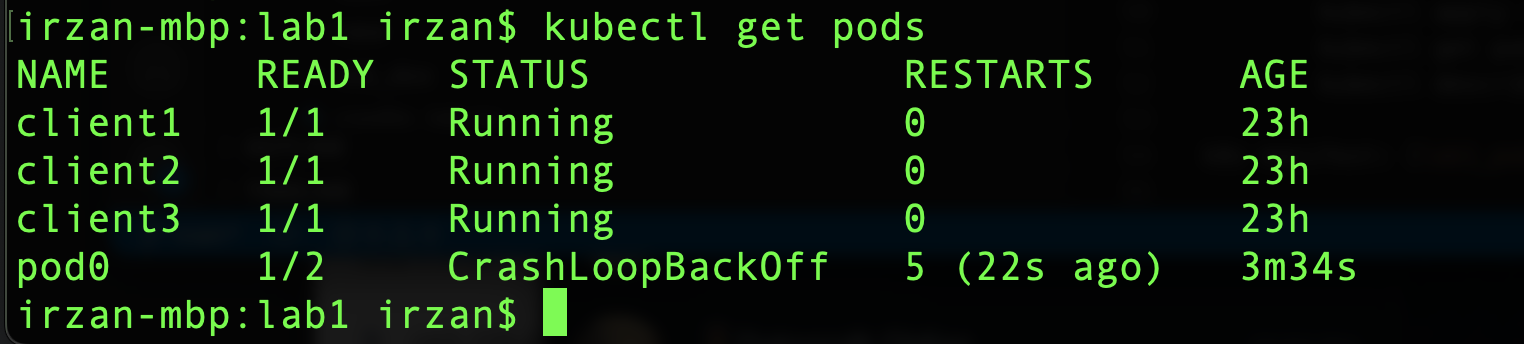 irzan-mbp:lab1 irzan$ kubectl get pods
NAME READY STATUS RESTARTS AGE
client1 1/1 Running 0 23h
client2 1/1 Running 0 23h
client3 1/1 Running 0 23h
pod0 1/2 CrashLoopBackOff 5 (22s ago) 3m34s
irzan-mbp:lab1 irzan$